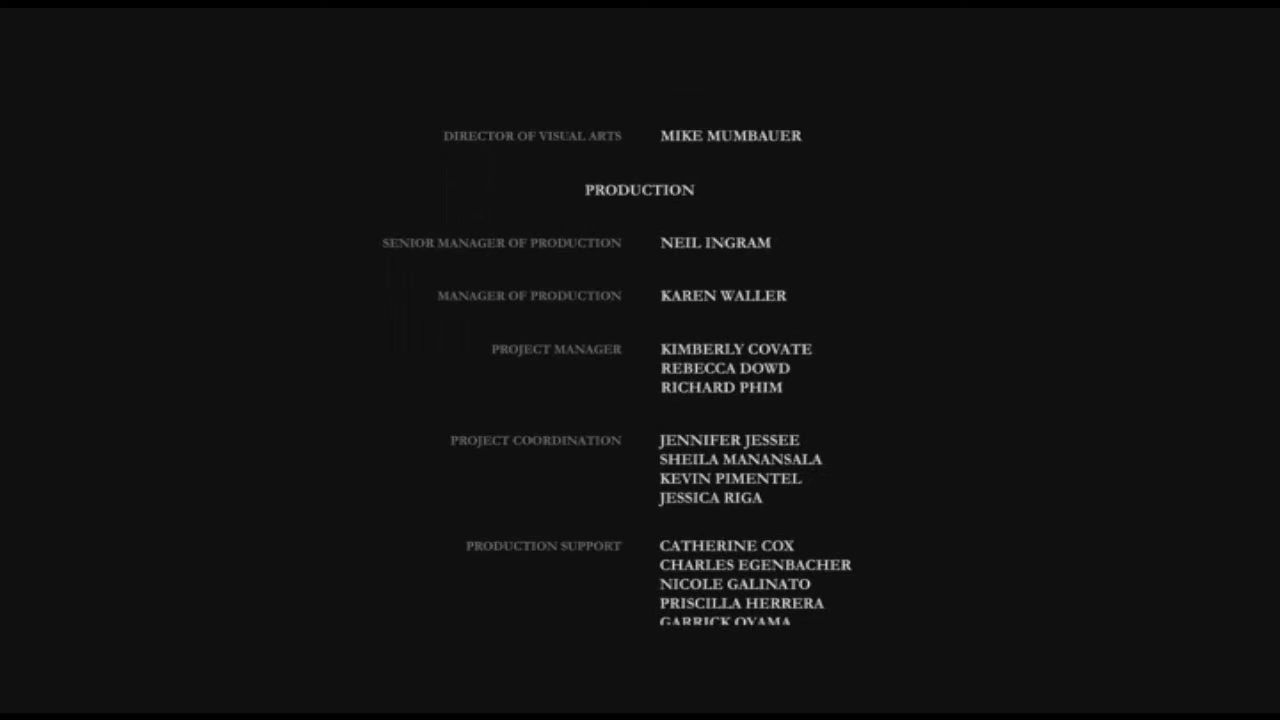 DIRECTOR OF VISUAL ARTS MIKE MUMBAUER
PRODUCTION
SENIOR MANAGER OF PRODUCTION NEIL INGRAM
MANAGER OF PRODUCTION KAREN WALLER
PROJECT MANAGER KIMBERLY COVATE
REBECCA DOWD
RICHARD PHIM
PROJECT COORDINATION JENNIFER JESSEE
SHEILA MANANSALA
KEVIN PIMENTEL
JESSICA RIGA
PRODUCTION SUPPORT CATHERINE COX
CHARLES EGENBACHER
NICOLE GALINATO
PRISCILLA HERRERA
GARRICK OYAMA